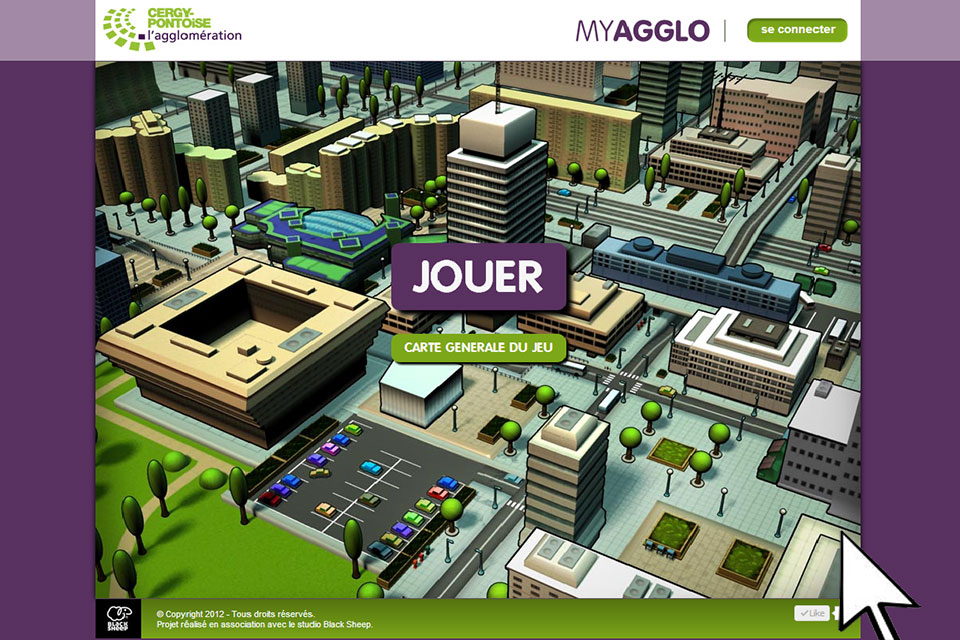 CERGY-
PONTOISE
l'agglomération
MYAGGLO
se connecter
JOUER
CARTE GENERALE DU JEU
BLACK
SHEEP
© Copyright 2012 - Tous droits réservés.
Projet réalisé en association avec le studio Black Sheep.
Like